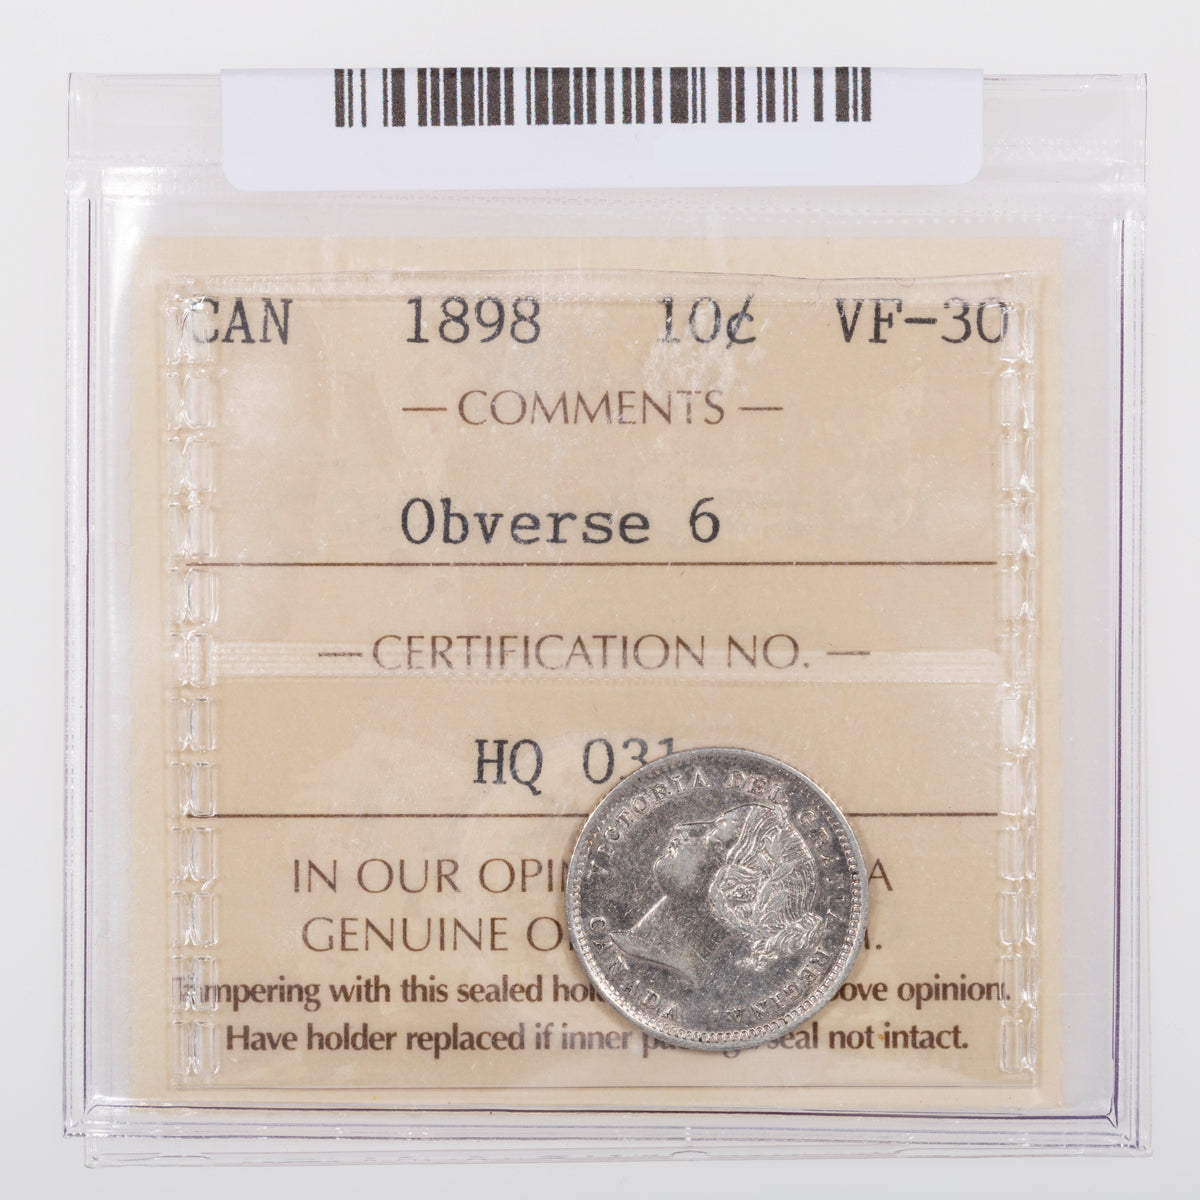 CAN 1898 10¢ VF-30
— COMMENTS —
Obverse 6
— CERTIFICATION NO. —
HQ 031
IN OUR OPI A
GENUINE O .
Tampering with this sealed hol ove opinion.
Have holder replaced if inner seal not intact.
VICTORIA DEI GRATIA REGINA.
CANADA